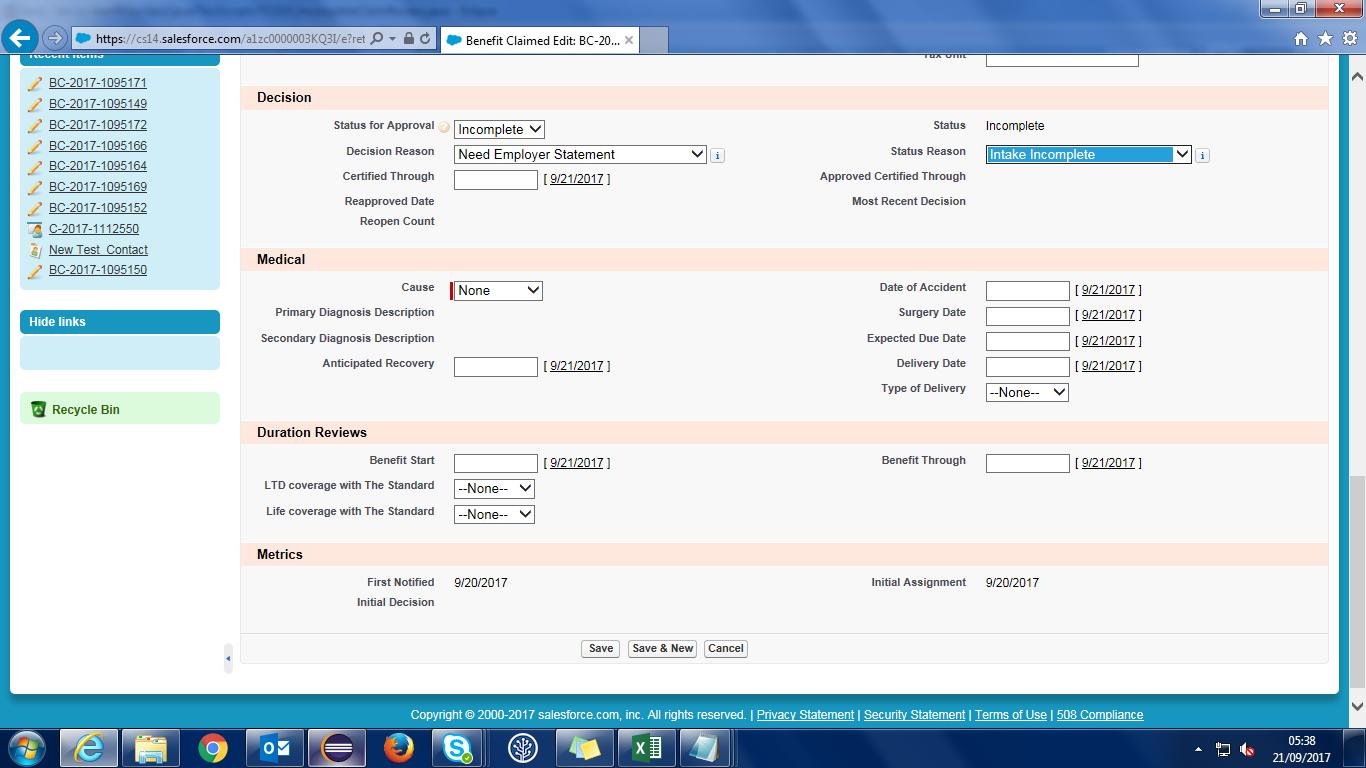 https://cs14.salesforce.com/a1zc0000003KQ3I/e?ret
Benefit Claimed Edit: BC-20...
Recent Items
BC-2017-1095171
BC-2017-1095149
BC-2017-1095172
BC-2017-1095166
BC-2017-1095164
BC-2017-1095169
BC-2017-1095152
C-2017-1112550
New Test Contact
BC-2017-1095150
Hide links
Recycle Bin
Tax Unit
Decision
Status for Approval Incomplete Status Incomplete
Decision Reason Need Employer Statement Status Reason Intake Incomplete
Certified Through [ 9/21/2017 ] Approved Certified Through
Reapproved Date Most Recent Decision
Reopen Count
Medical
Cause None Date of Accident [ 9/21/2017 ]
Primary Diagnosis Description Surgery Date [ 9/21/2017 ]
Secondary Diagnosis Description Expected Due Date [ 9/21/2017 ]
Anticipated Recovery [ 9/21/2017 ] Delivery Date [ 9/21/2017 ]
Type of Delivery --None--
Duration Reviews
Benefit Start [ 9/21/2017 ] Benefit Through [ 9/21/2017 ]
LTD coverage with The Standard --None--
Life coverage with The Standard --None--
Metrics
First Notified 9/20/2017 Initial Assignment 9/20/2017
Initial Decision
Save Save & New Cancel
Copyright © 2000-2017 salesforce.com, inc. All rights reserved. | Privacy Statement | Security Statement | Terms of Use | 508 Compliance
05:38
21/09/2017